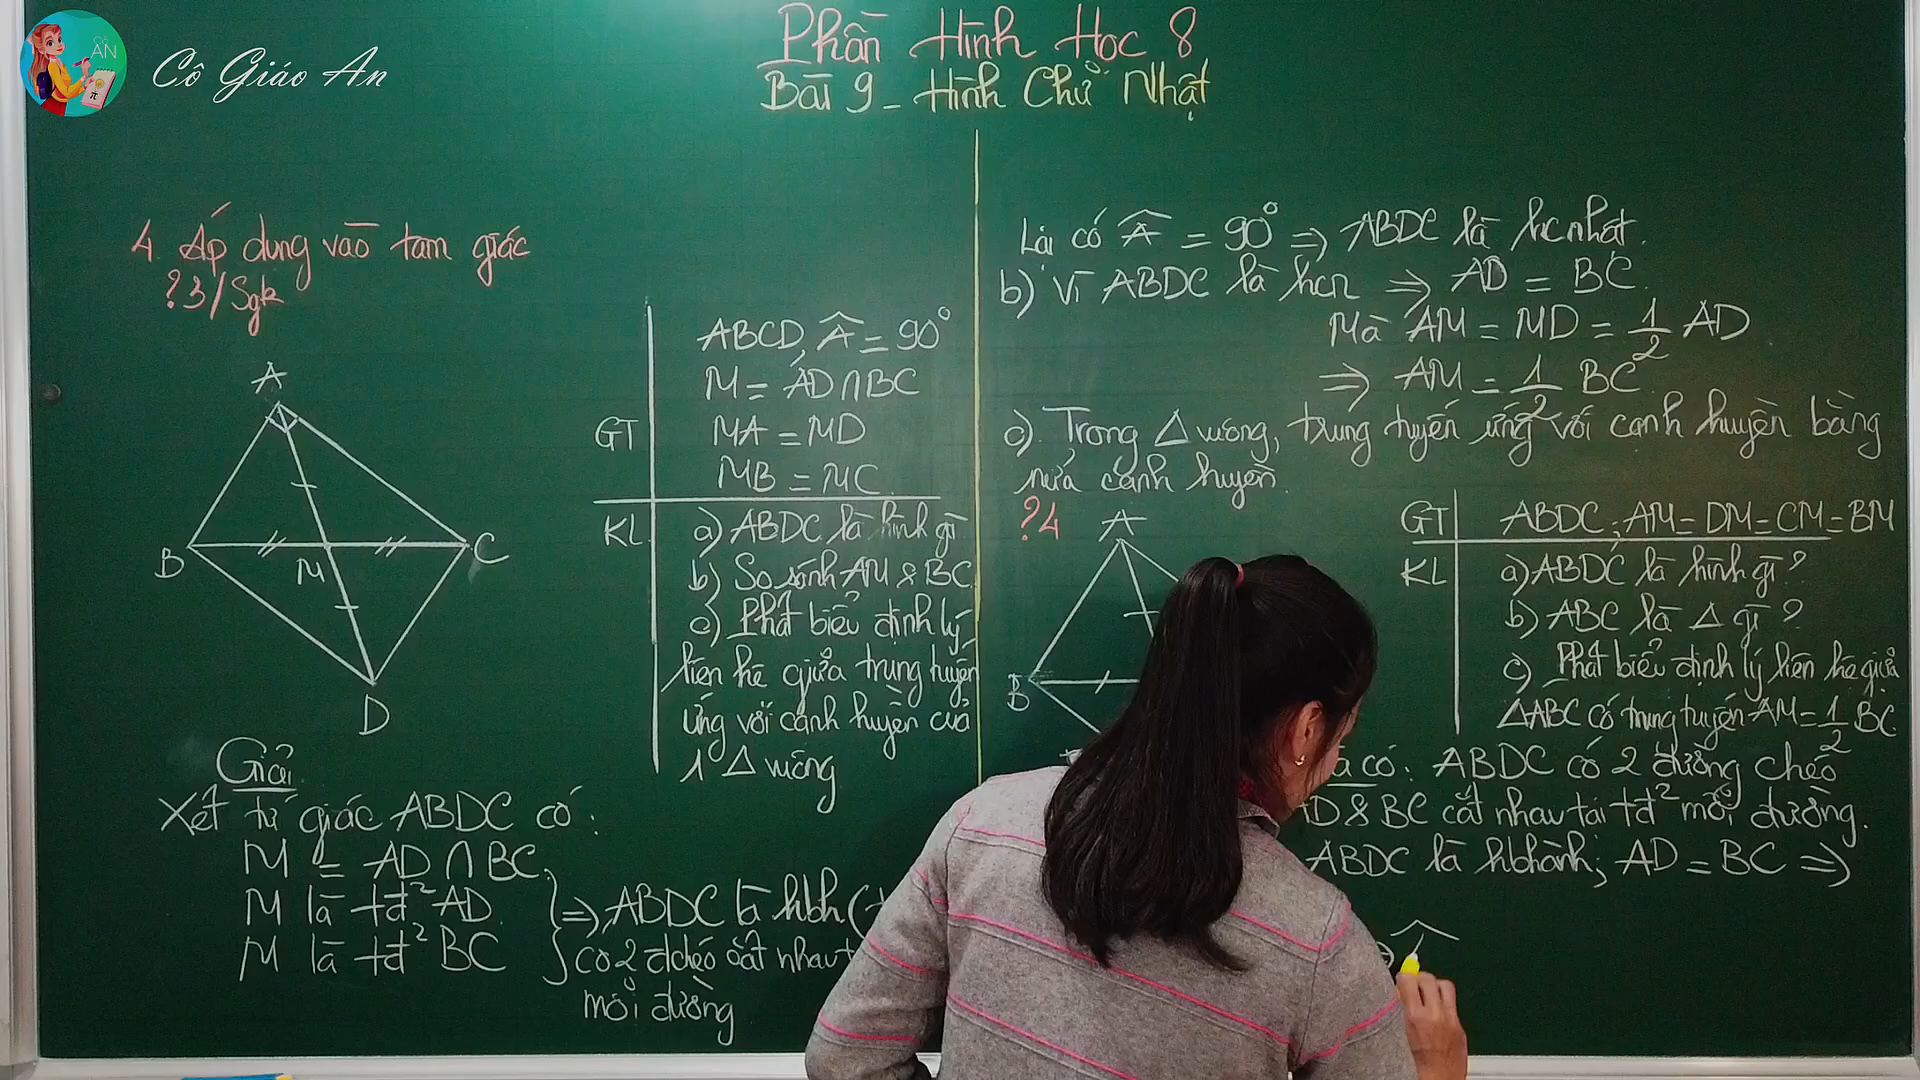 Cô Giáo An
AN
Phần Hình Học 8
Bài 9 - Hình Chữ Nhật
4. Áp dụng vào tam giác
?3/Sgk
A
B
C
M
D
GT
ABCD, Â = 90°
M = AD ∩ BC
MA = MD
MB = MC
KL
a) ABDC là hình gì
b) So sánh AM & BC
c) Phát biểu định lý
liên hệ giữa trung tuyến
ứng với cạnh huyền của
1 Δ vuông
Giải
Xét tứ giác ABDC có:
M = AD ∩ BC
M là tđ² AD
M là tđ² BC
=> ABDC là hbh (
có 2 đchéo cắt nhau
mỗi đường
Lại có Â = 90° => ABDC là hcnhật.
b) Vì ABDC là hcn => AD = BC
Mà AM = MD = 1/2 AD
=> AM = 1/2 BC
c) Trong Δ vuông, trung tuyến ứng với cạnh huyền bằng
nửa cạnh huyền.
?4
A
B
GT
ABDC; AM = DM = CM = BM
KL
a) ABDC là hình gì?
b) ABC là Δ gì?
c) Phát biểu định lý liên hệ giữa
ΔABC có trung tuyến AM = 1/2 BC
có: ABDC có 2 đường chéo
& BC cắt nhau tại tđ² mỗi đường.
ABDC là hbhành; AD = BC =>